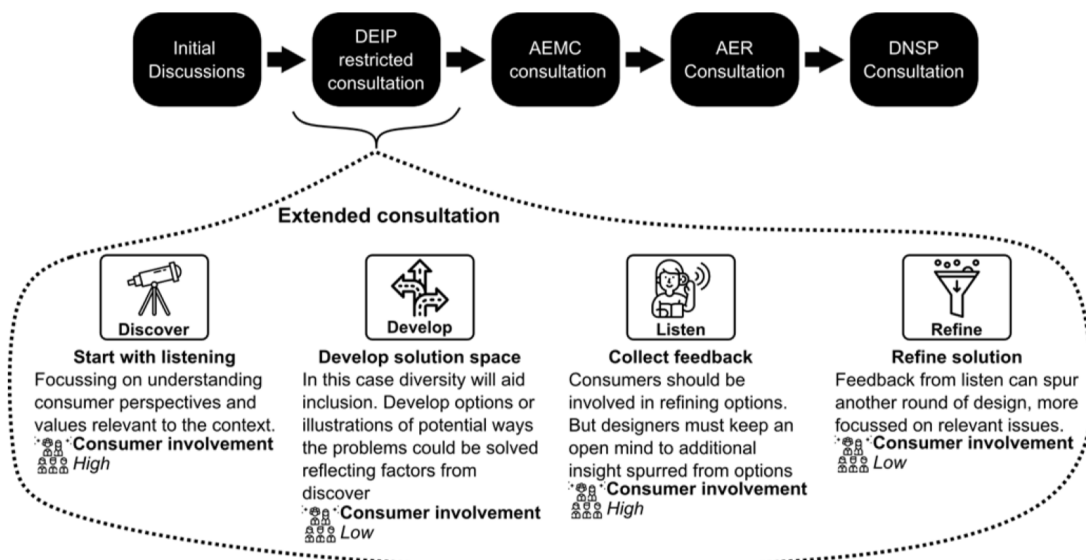 Initial
Discussions
DEIP
restricted
consultation
AEMC
consultation
AER
Consultation
DNSP
Consultation
Extended consultation
Discover
Start with listening
Focussing on understanding
consumer perspectives and
values relevant to the context.
Consumer involvement
High
Develop
Develop solution space
In this case diversity will aid
inclusion. Develop options or
illustrations of potential ways
the problems could be solved
reflecting factors from
discover
Consumer involvement
Low
Listen
Collect feedback
Consumers should be
involved in refining options.
But designers must keep an
open mind to additional
insight spurred from options
Consumer involvement
High
Refine
Refine solution
Feedback from listen can spur
another round of design, more
focussed on relevant issues.
Consumer involvement
Low